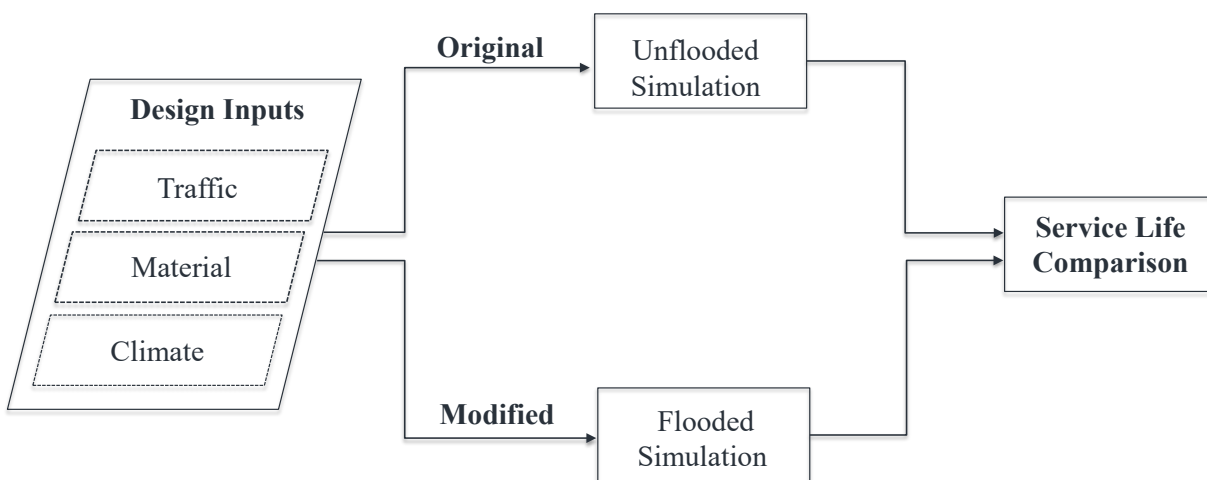 Design Inputs
Traffic
Material
Climate
Original
Unflooded
Simulation
Modified
Flooded
Simulation
Service Life
Comparison